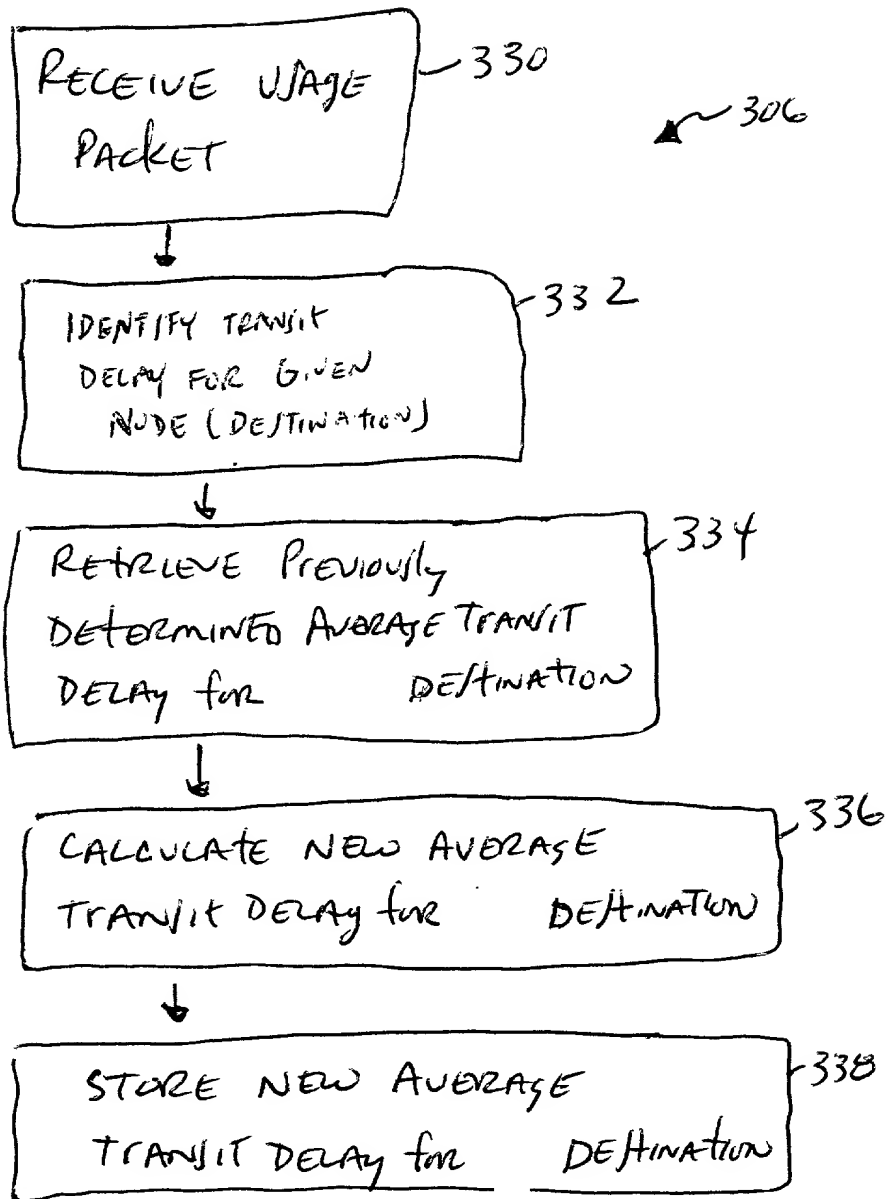 RECEIVE USAGE
PACKET
330
306
IDENTIFY TRANSIT
DELAY FOR GIVEN
NODE (DESTINATION)
332
RETRIEVE PREVIOUSLY
DETERMINED AVERAGE TRANSIT
DELAY for DESTINATION
334
CALCULATE NEW AVERAGE
TRANSIT DELAY for DESTINATION
336
STORE NEW AVERAGE
TRANSIT DELAY for DESTINATION
338